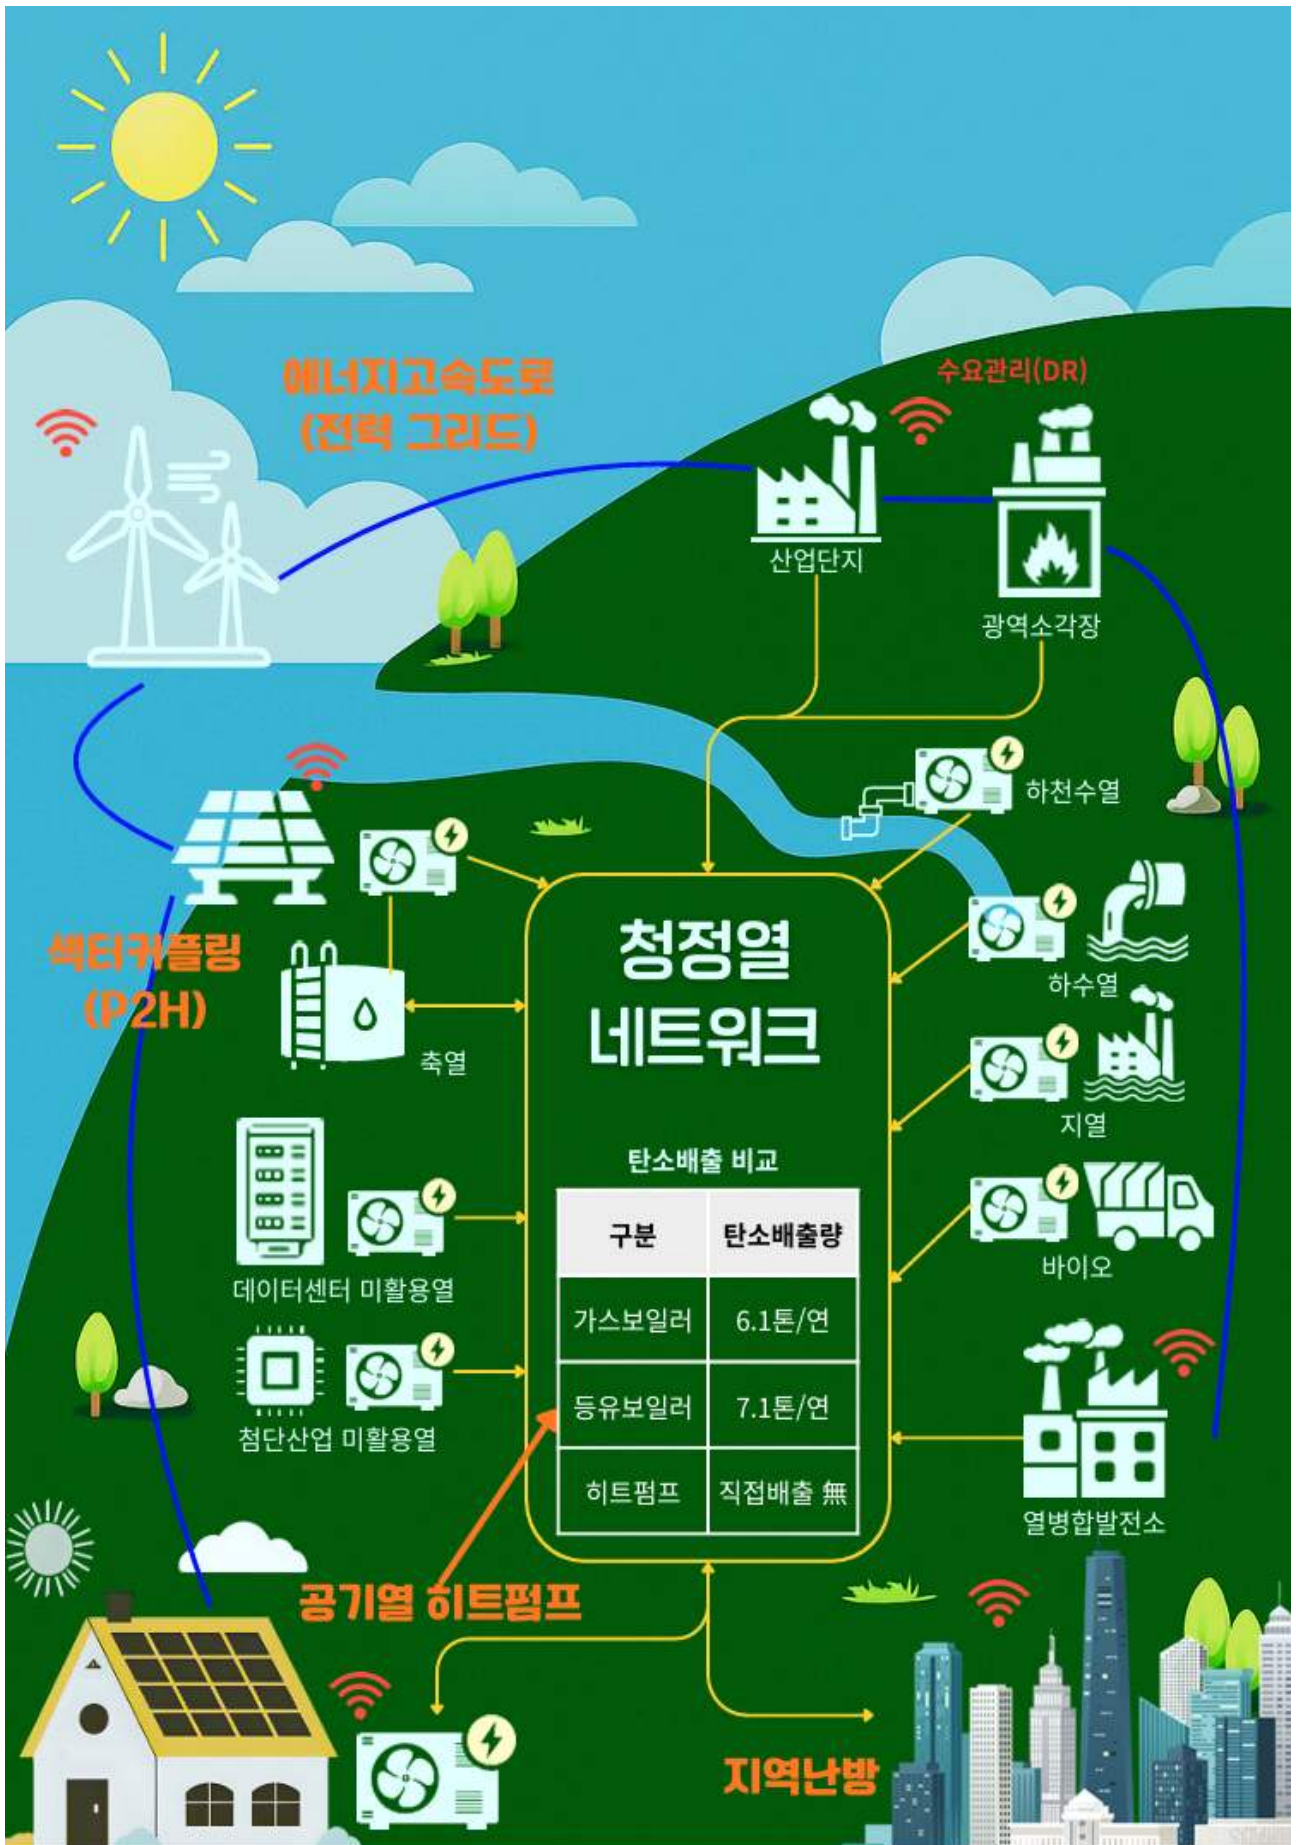 에너지고속도로
(전력 그리드)
수요관리(DR)
산업단지
광역소각장
하천수열
섹터커플링
(P2H)
축열
청정열
네트워크
하수열
지열
바이오
데이터센터 미활용열
첨단산업 미활용열
탄소배출 비교
구분 탄소배출량
가스보일러 6.1톤/연
등유보일러 7.1톤/연
히트펌프 직접배출 無
열병합발전소
공기열 히트펌프
지역난방